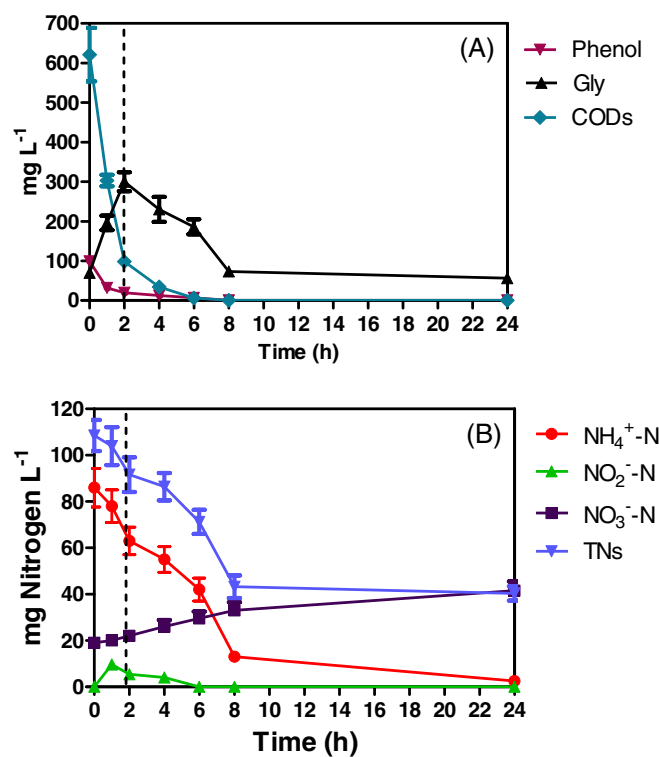 (A)
700
600
500
400
300
200
100
0
mg L⁻¹
0 2 4 6 8 10 12 14 16 18 20 22 24
Time (h)
Phenol
Gly
CODs
(B)
120
100
80
60
40
20
0
mg Nitrogen L⁻¹
0 2 4 6 8 10 12 14 16 18 20 22 24
Time (h)
NH₄⁺-N
NO₂⁻-N
NO₃⁻-N
TNs